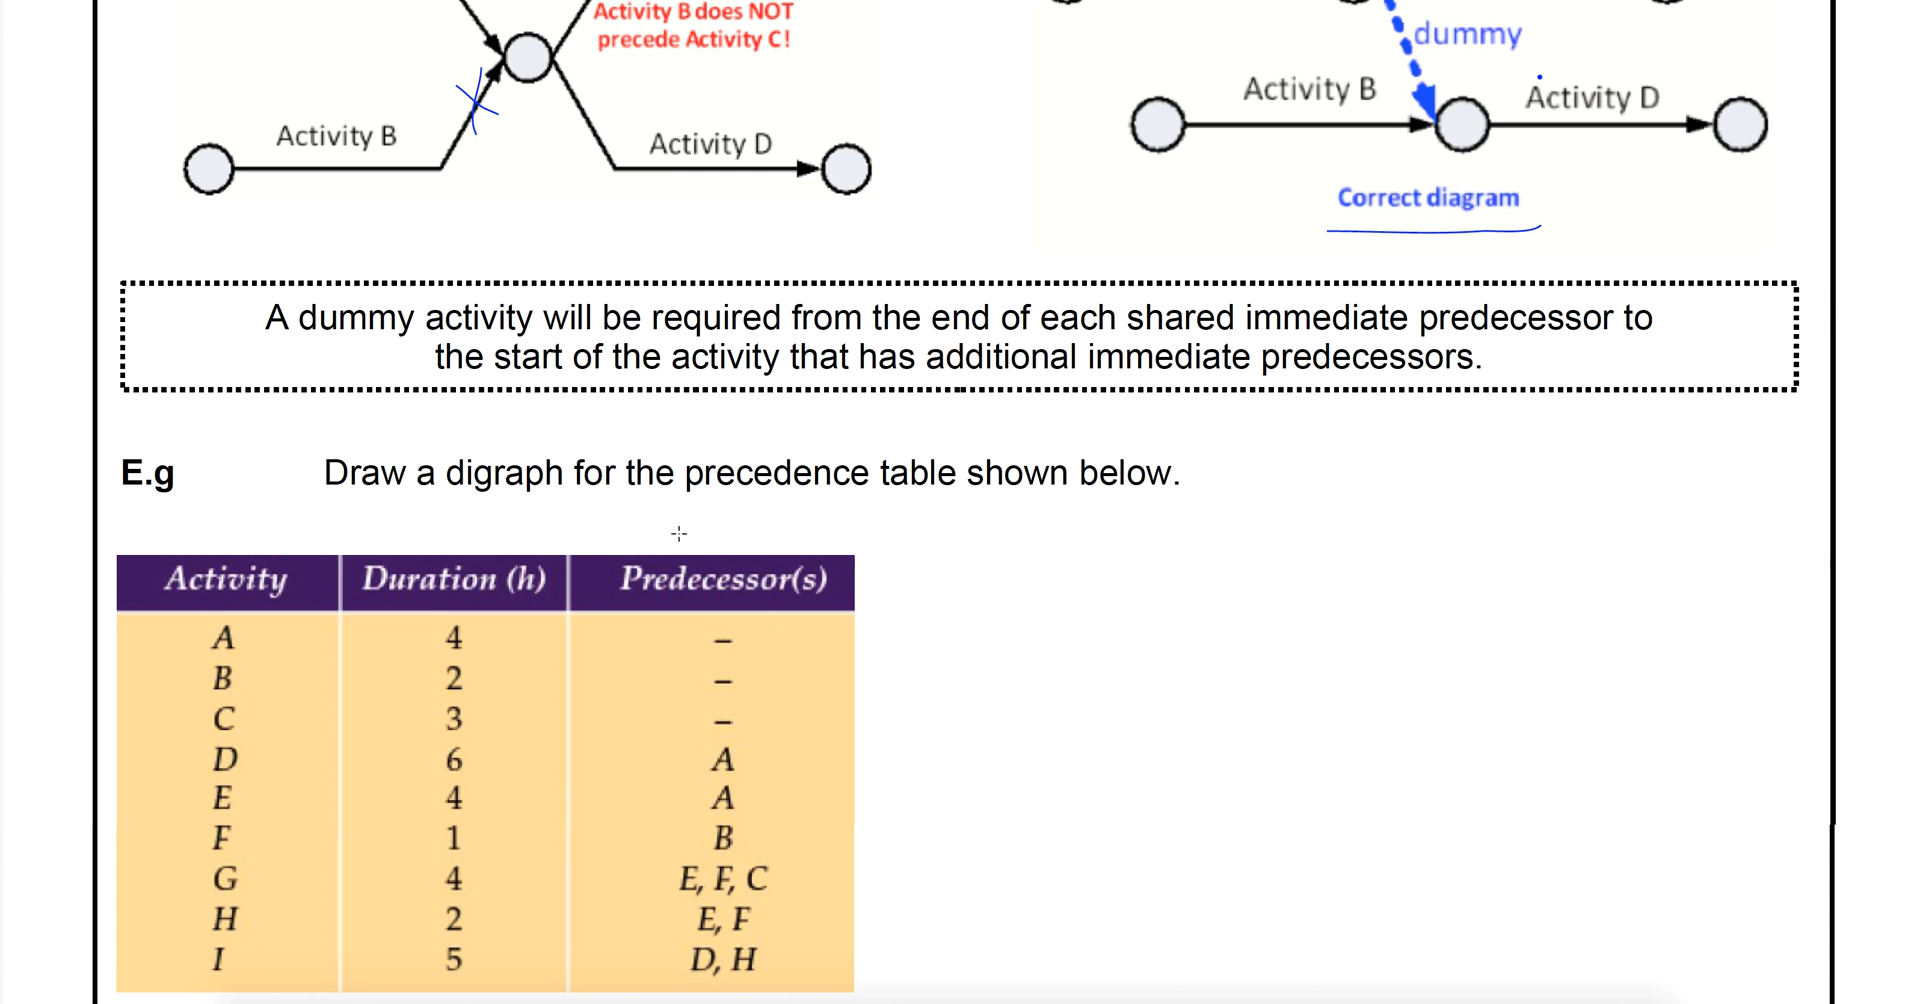 Activity B does NOT
precede Activity C!
dummy
Activity B
Activity D
Activity B
Activity D
Correct diagram
A dummy activity will be required from the end of each shared immediate predecessor to
the start of the activity that has additional immediate predecessors.
E.g Draw a digraph for the precedence table shown below.
Activity Duration (h) Predecessor(s)
A 4 –
B 2 –
C 3 –
D 6 A
E 4 A
F 1 B
G 4 E, F, C
H 2 E, F
I 5 D, H